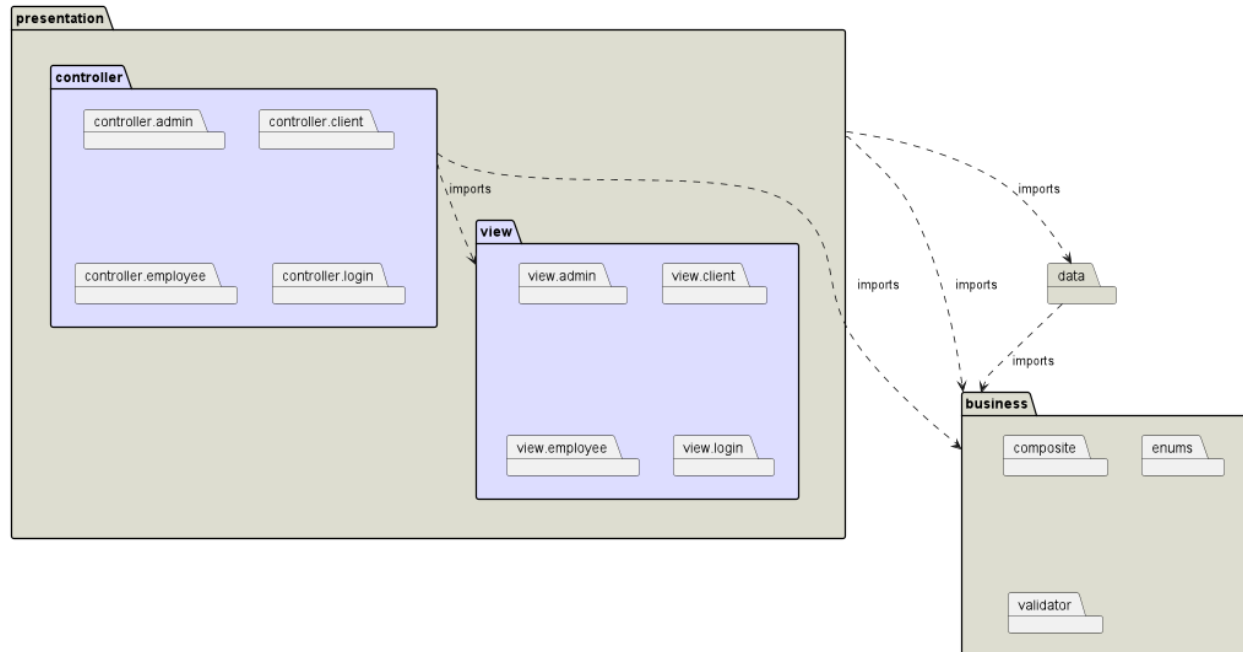 presentation
controller
controller.admin
controller.client
controller.employee
controller.login
imports
view
view.admin
view.client
view.employee
view.login
imports
imports
imports
data
imports
business
composite
enums
validator